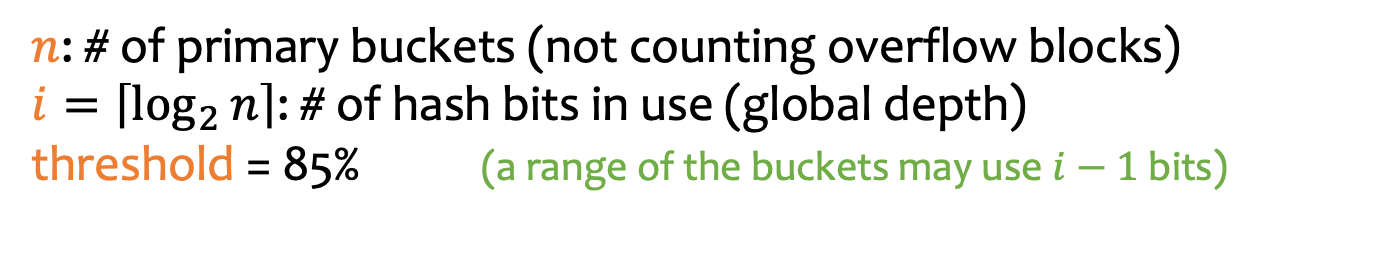 n: # of primary buckets (not counting overflow blocks)
i = ⌈log₂ n⌉: # of hash bits in use (global depth)
threshold = 85% (a range of the buckets may use i − 1 bits)